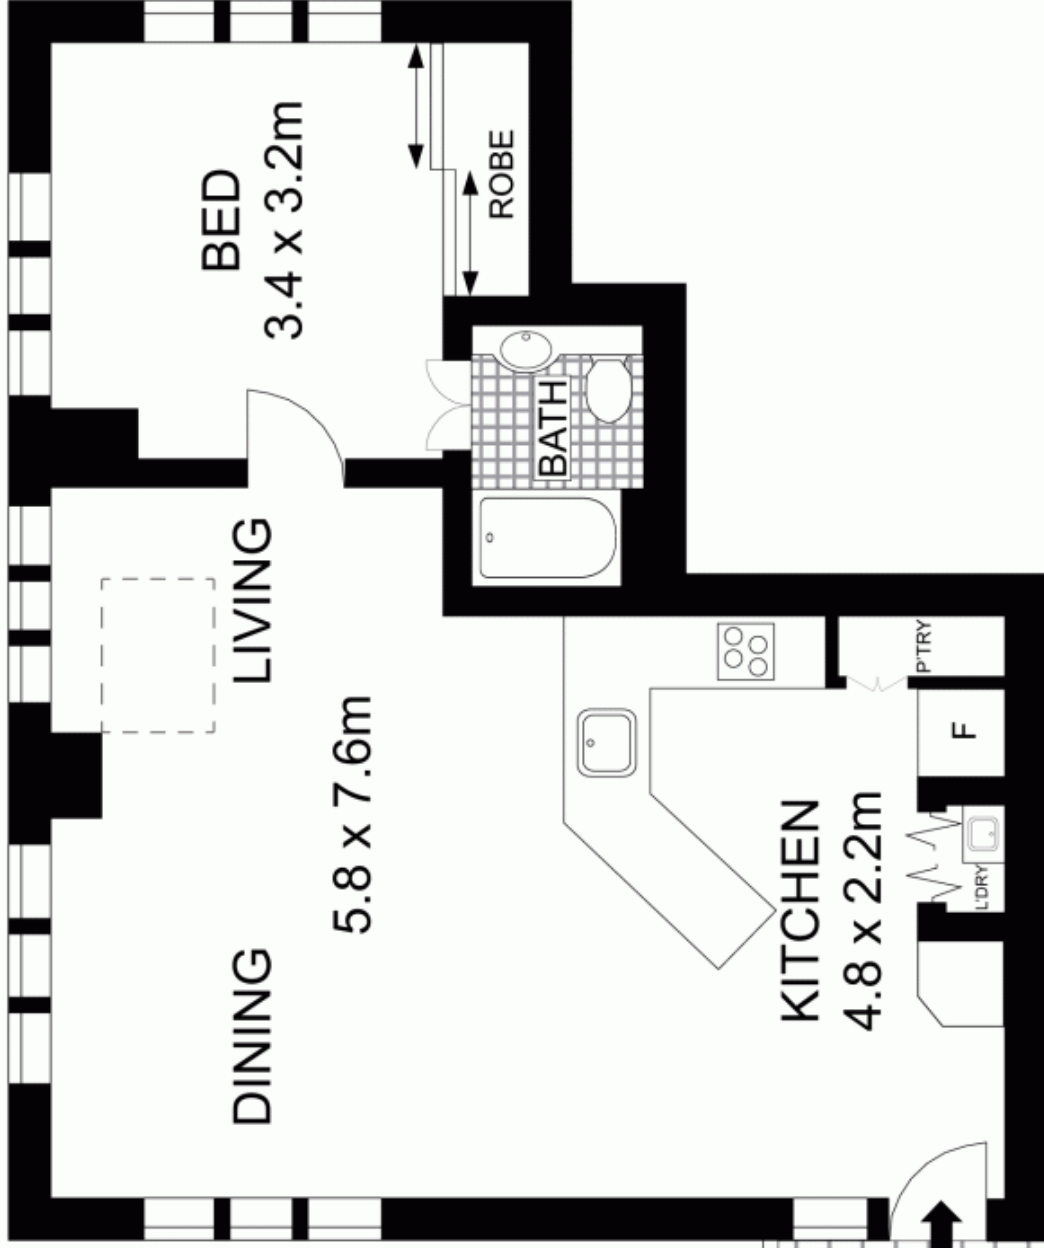 BED
3.4 x 3.2m
ROBE
BATH
LIVING
5.8 x 7.6m
DINING
KITCHEN
4.8 x 2.2m
P'TRY
F
L'DRY